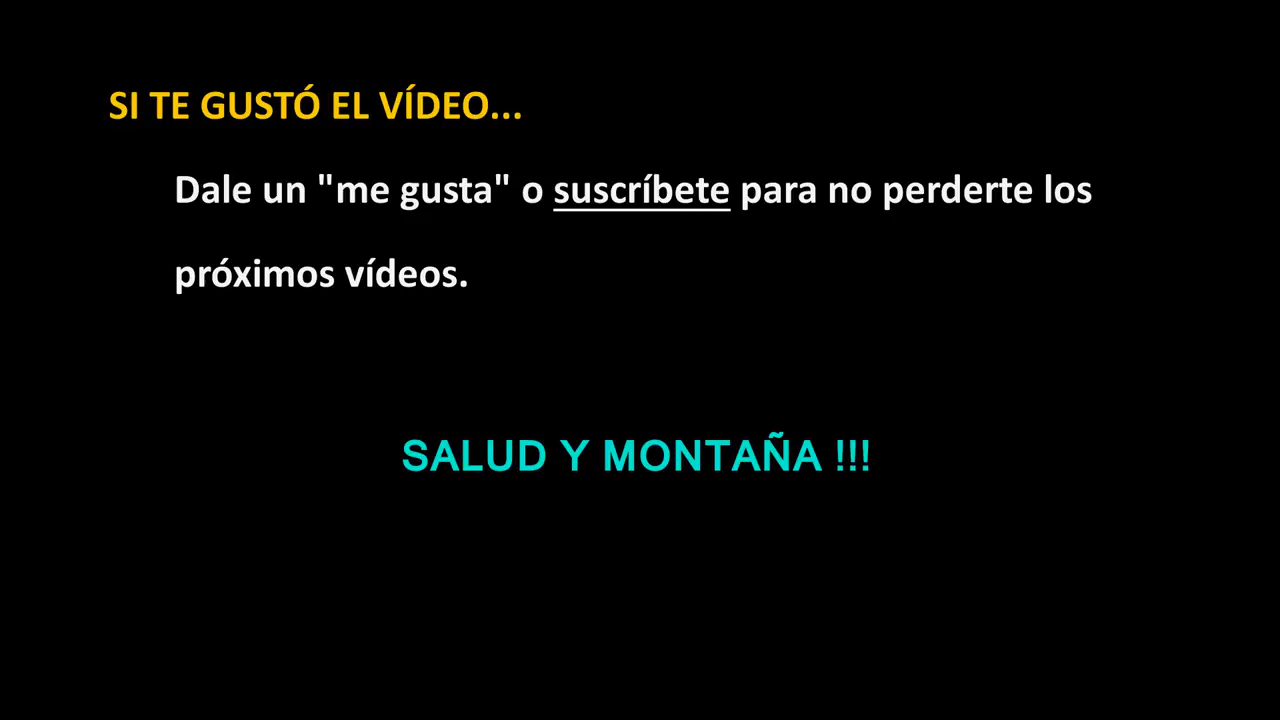 SI TE GUSTÓ EL VÍDEO...
Dale un "me gusta" o suscríbete para no perderte los
próximos vídeos.
SALUD Y MONTAÑA !!!